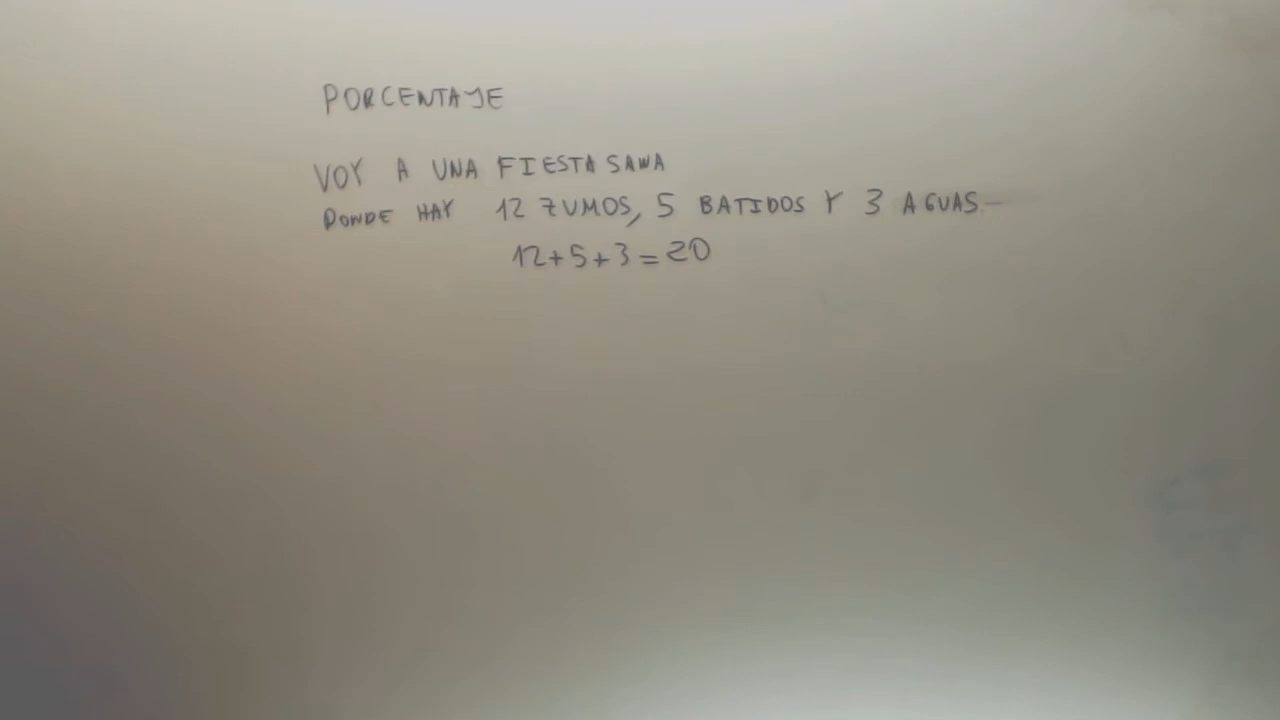 PORCENTAJE
VOY A UNA FIESTA SANA
DONDE HAY 12 ZUMOS, 5 BATIDOS Y 3 AGUAS.
12+5+3=20